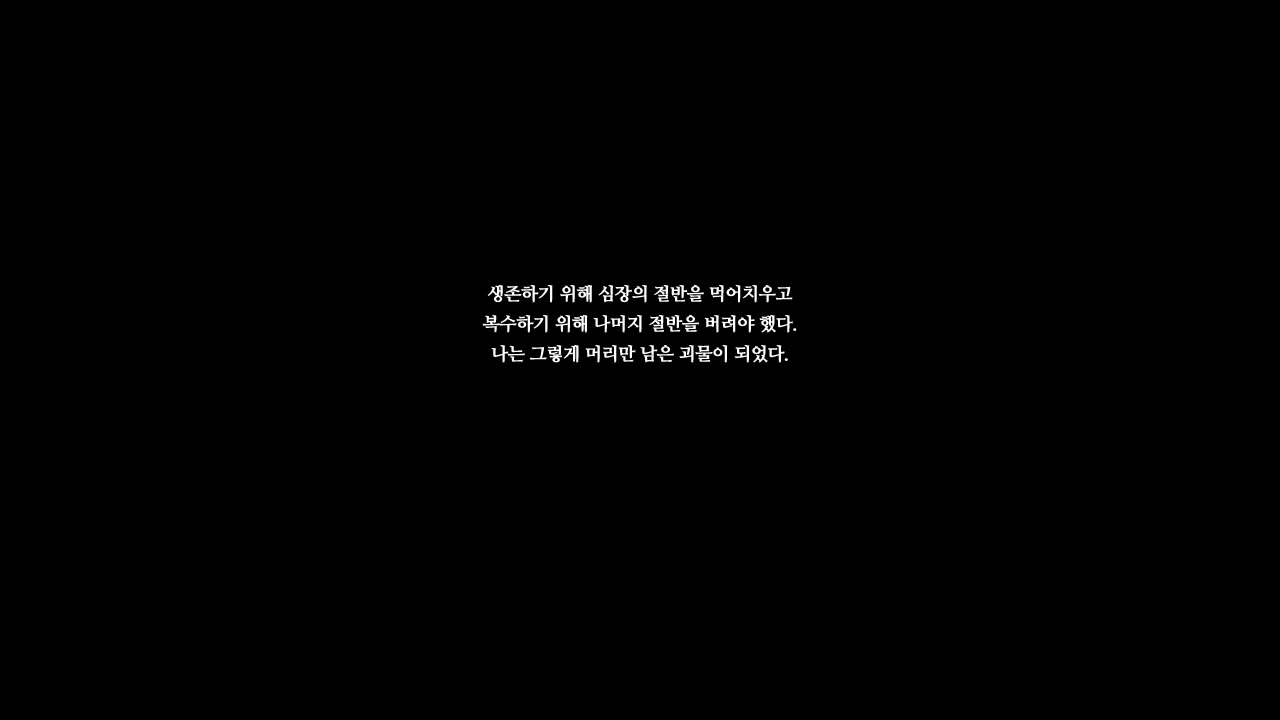 생존하기 위해 심장의 절반을 먹어치우고
복수하기 위해 나머지 절반을 버려야 했다.
나는 그렇게 머리만 남은 괴물이 되었다.